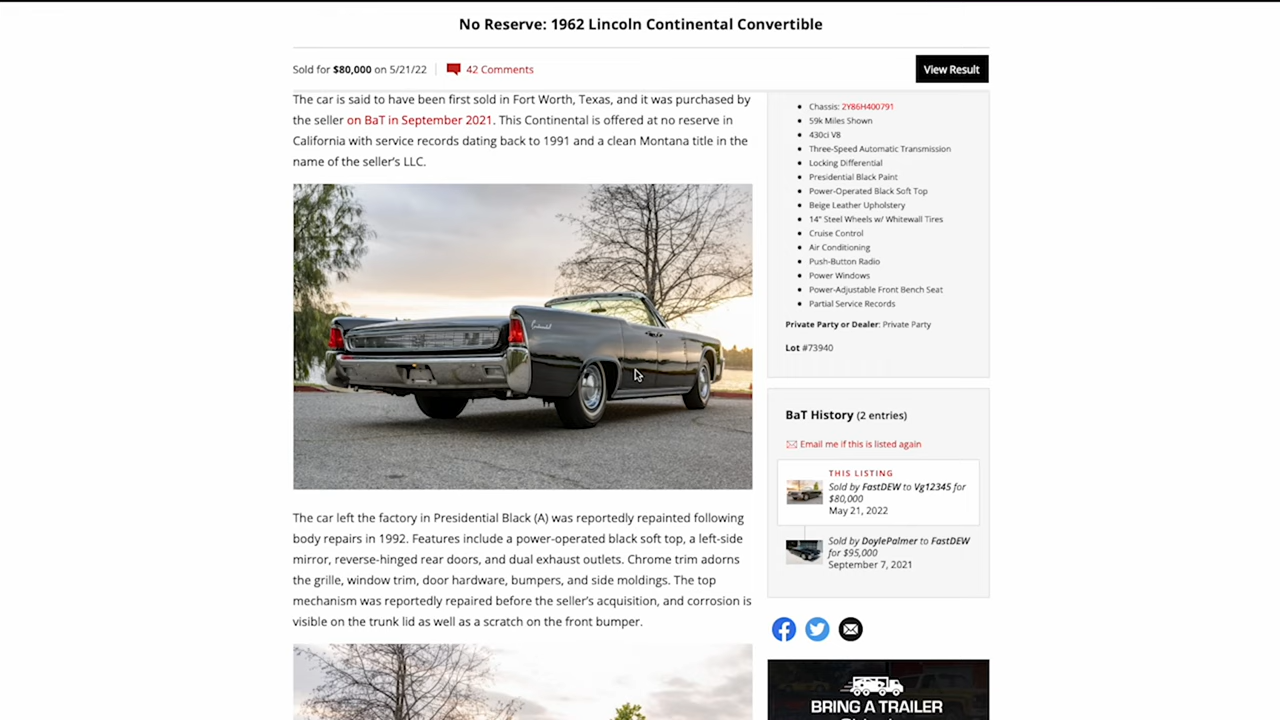 No Reserve: 1962 Lincoln Continental Convertible
Sold for $80,000 on 5/21/22
42 Comments
View Result
The car is said to have been first sold in Fort Worth, Texas, and it was purchased by
the seller on BaT in September 2021. This Continental is offered at no reserve in
California with service records dating back to 1991 and a clean Montana title in the
name of the seller's LLC.
Continental
The car left the factory in Presidential Black (A) was reportedly repainted following
body repairs in 1992. Features include a power-operated black soft top, a left-side
mirror, reverse-hinged rear doors, and dual exhaust outlets. Chrome trim adorns
the grille, window trim, door hardware, bumpers, and side moldings. The top
mechanism was reportedly repaired before the seller's acquisition, and corrosion is
visible on the trunk lid as well as a scratch on the front bumper.
Chassis: 2Y86H400791
59k Miles Shown
430ci V8
Three-Speed Automatic Transmission
Locking Differential
Presidential Black Paint
Power-Operated Black Soft Top
Beige Leather Upholstery
14" Steel Wheels w/ Whitewall Tires
Cruise Control
Air Conditioning
Push-Button Radio
Power Windows
Power-Adjustable Front Bench Seat
Partial Service Records
Private Party or Dealer: Private Party
Lot #73940
BaT History (2 entries)
Email me if this is listed again
THIS LISTING
Sold by FastDEW to Vg12345 for
$80,000
May 21, 2022
Sold by DoylePalmer to FastDEW
for $95,000
September 7, 2021
BRING A TRAILER